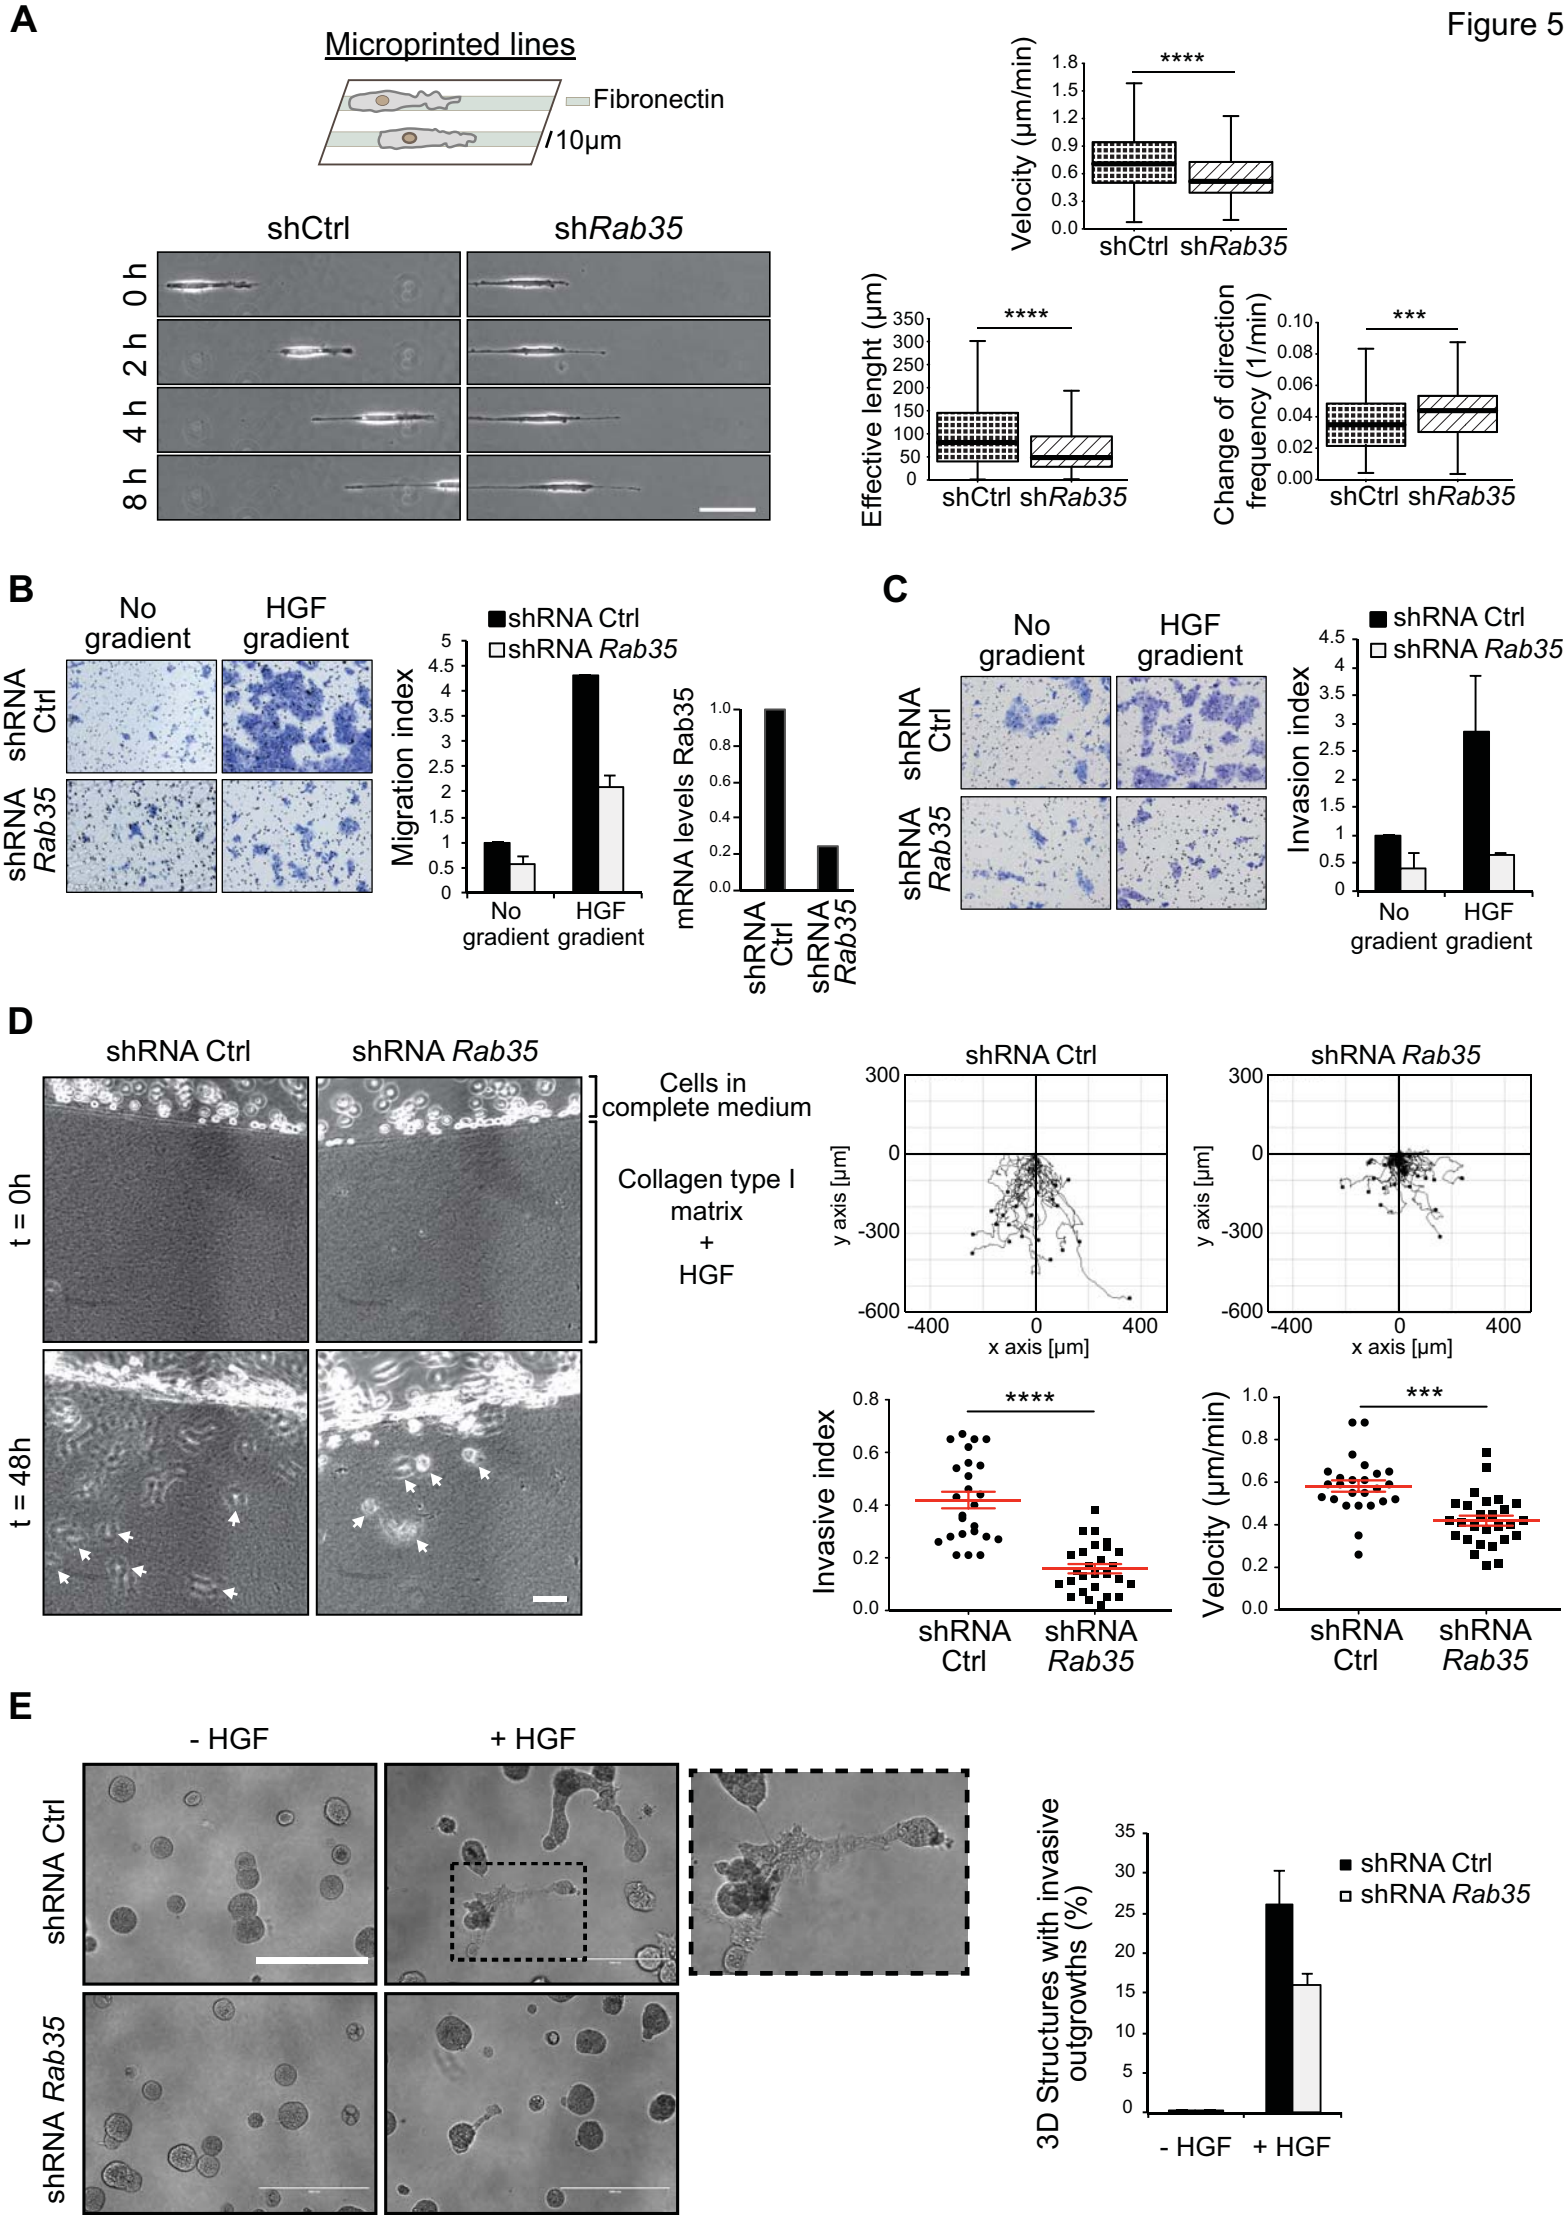 Figure 5
A
Microprinted lines
Fibronectin
10µm
shCtrl
shRab35
0 h
2 h
4 h
8 h
Velocity (µm/min)
1.8
1.5
1.2
0.9
0.6
0.3
0.0
****
shCtrl shRab35
Effective lenght (µm)
350
300
250
200
150
100
50
0
****
shCtrl shRab35
Change of direction
frequency (1/min)
0.10
0.08
0.06
0.04
0.02
0.00
***
shCtrl shRab35
B
No
gradient
HGF
gradient
shRNA
Ctrl
shRNA
Rab35
Migration index
5
4.5
4
3.5
3
2.5
2
1.5
1
0.5
0
shRNA Ctrl
shRNA Rab35
No
gradient
HGF
gradient
mRNA levels Rab35
1.0
0.8
0.6
0.4
0.2
0.0
shRNA
Ctrl
shRNA
Rab35
C
No
gradient
HGF
gradient
shRNA
Ctrl
shRNA
Rab35
Invasion index
4.5
4
3.5
3
2.5
2
1.5
1
0.5
0
shRNA Ctrl
shRNA Rab35
No
gradient
HGF
gradient
D
shRNA Ctrl
shRNA Rab35
t = 0h
t = 48h
Cells in
complete medium
Collagen type I
matrix
+
HGF
shRNA Ctrl
y axis [µm]
300
0
-300
-600
-400
0
400
x axis [µm]
shRNA Rab35
y axis [µm]
300
0
-300
-600
-400
0
400
x axis [µm]
Invasive index
0.8
0.6
0.4
0.2
0.0
****
shRNA
Ctrl
shRNA
Rab35
Velocity (µm/min)
1.0
0.8
0.6
0.4
0.2
0.0
***
shRNA
Ctrl
shRNA
Rab35
E
- HGF
+ HGF
shRNA Ctrl
shRNA Rab35
3D Structures with invasive
outgrowths (%)
35
30
25
20
15
10
5
0
shRNA Ctrl
shRNA Rab35
- HGF
+ HGF